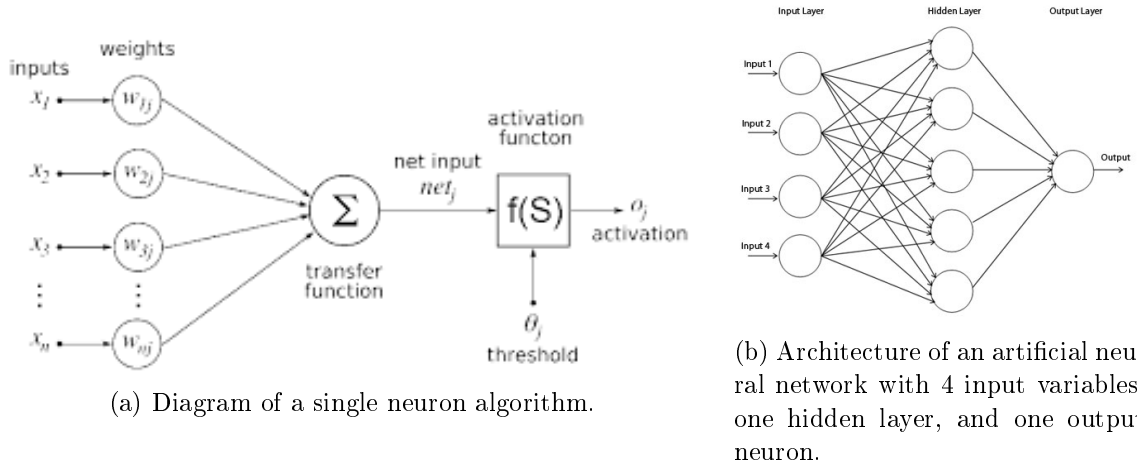 weights
inputs
x1
w1j
x2
w2j
x3
w3j
xn
wnj
Σ
transfer
function
net input
netj
activation
functon
f(S)
oj
activation
θj
threshold
(a) Diagram of a single neuron algorithm.
Input Layer
Hidden Layer
Output Layer
Input 1
Input 2
Input 3
Input 4
Output
(b) Architecture of an artificial neu
ral network with 4 input variables
one hidden layer, and one output
neuron.